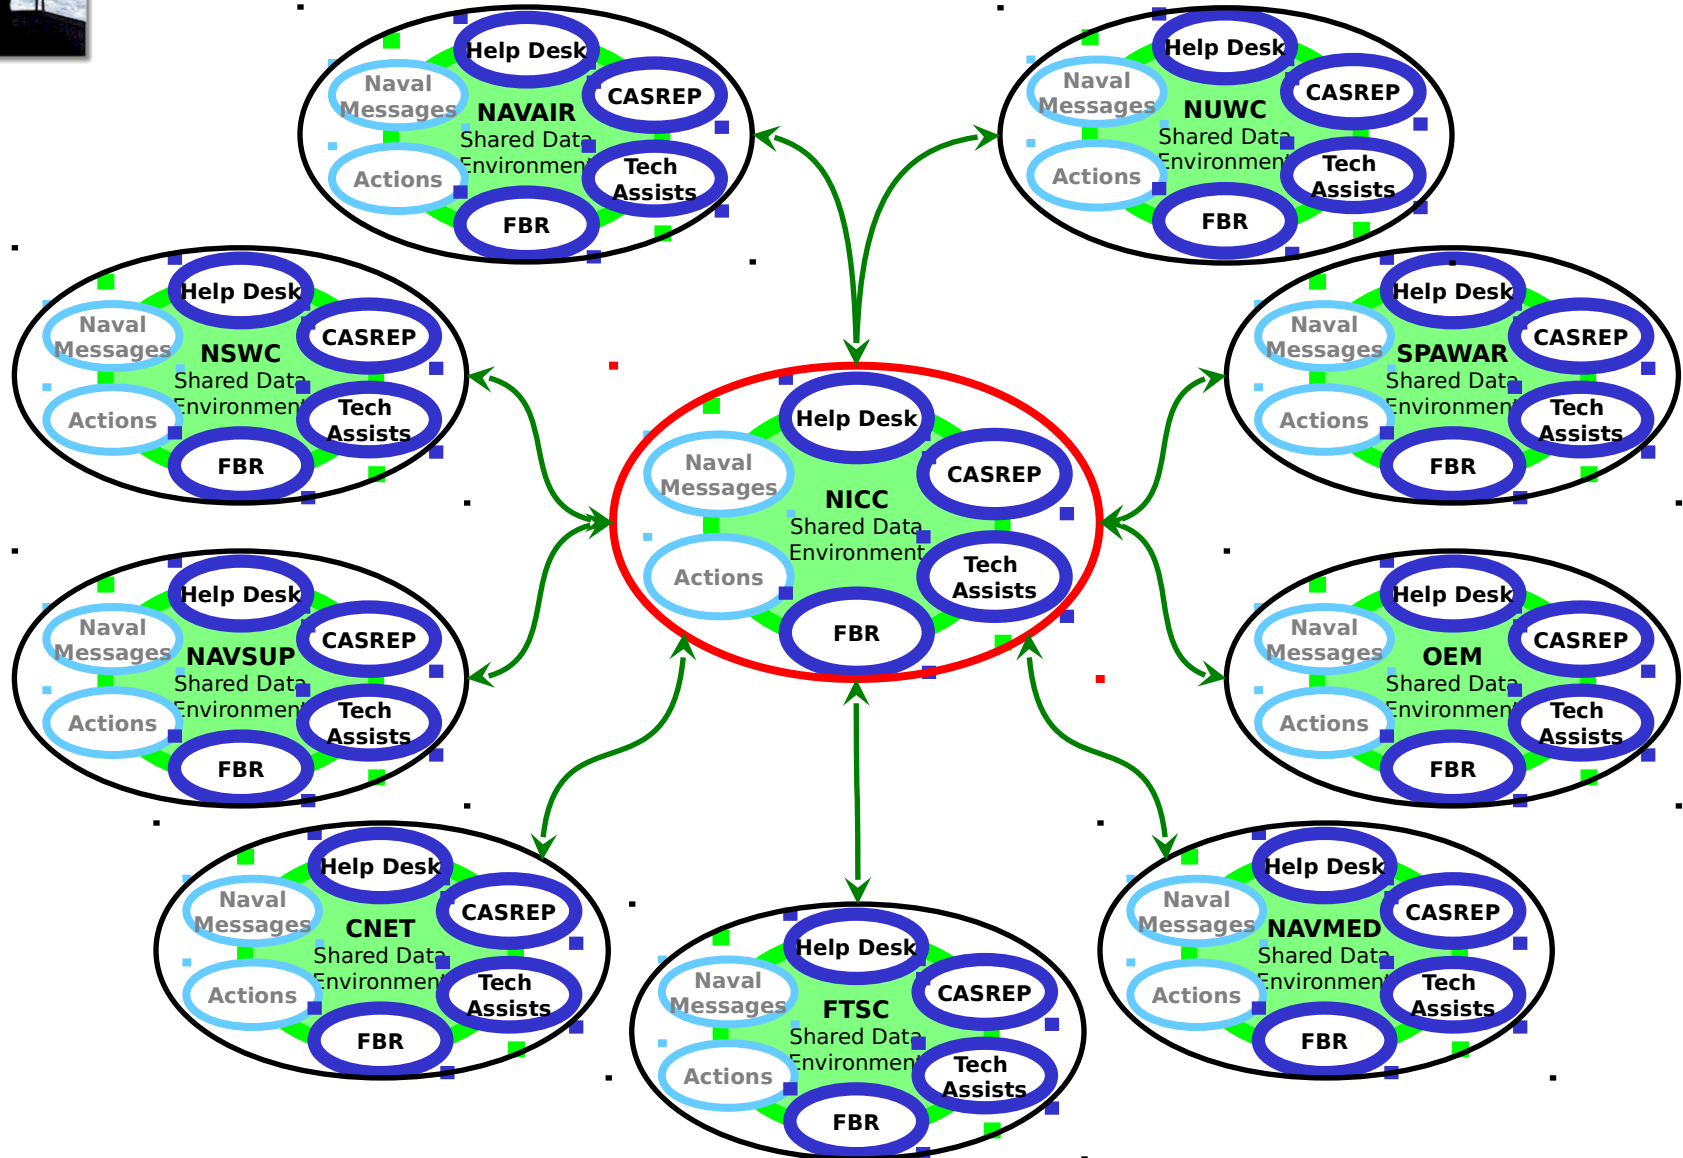 Help Desk
Naval
Messages
CASREP
NAVAIR
Shared Data
Environment
Actions
Tech
Assists
FBR
Help Desk
Naval
Messages
CASREP
NUWC
Shared Data
Environment
Actions
Tech
Assists
FBR
Help Desk
Naval
Messages
CASREP
NSWC
Shared Data
Environment
Actions
Tech
Assists
FBR
Help Desk
Naval
Messages
CASREP
SPAWAR
Shared Data
Environment
Actions
Tech
Assists
FBR
Help Desk
Naval
Messages
CASREP
NICC
Shared Data
Environment
Actions
Tech
Assists
FBR
Help Desk
Naval
Messages
CASREP
NAVSUP
Shared Data
Environment
Actions
Tech
Assists
FBR
Help Desk
Naval
Messages
CASREP
OEM
Shared Data
Environment
Actions
Tech
Assists
FBR
Help Desk
Naval
Messages
CASREP
CNET
Shared Data
Environment
Actions
Tech
Assists
FBR
Help Desk
Naval
Messages
CASREP
FTSC
Shared Data
Environment
Actions
Tech
Assists
FBR
Help Desk
Naval
Messages
CASREP
NAVMED
Shared Data
Environment
Actions
Tech
Assists
FBR